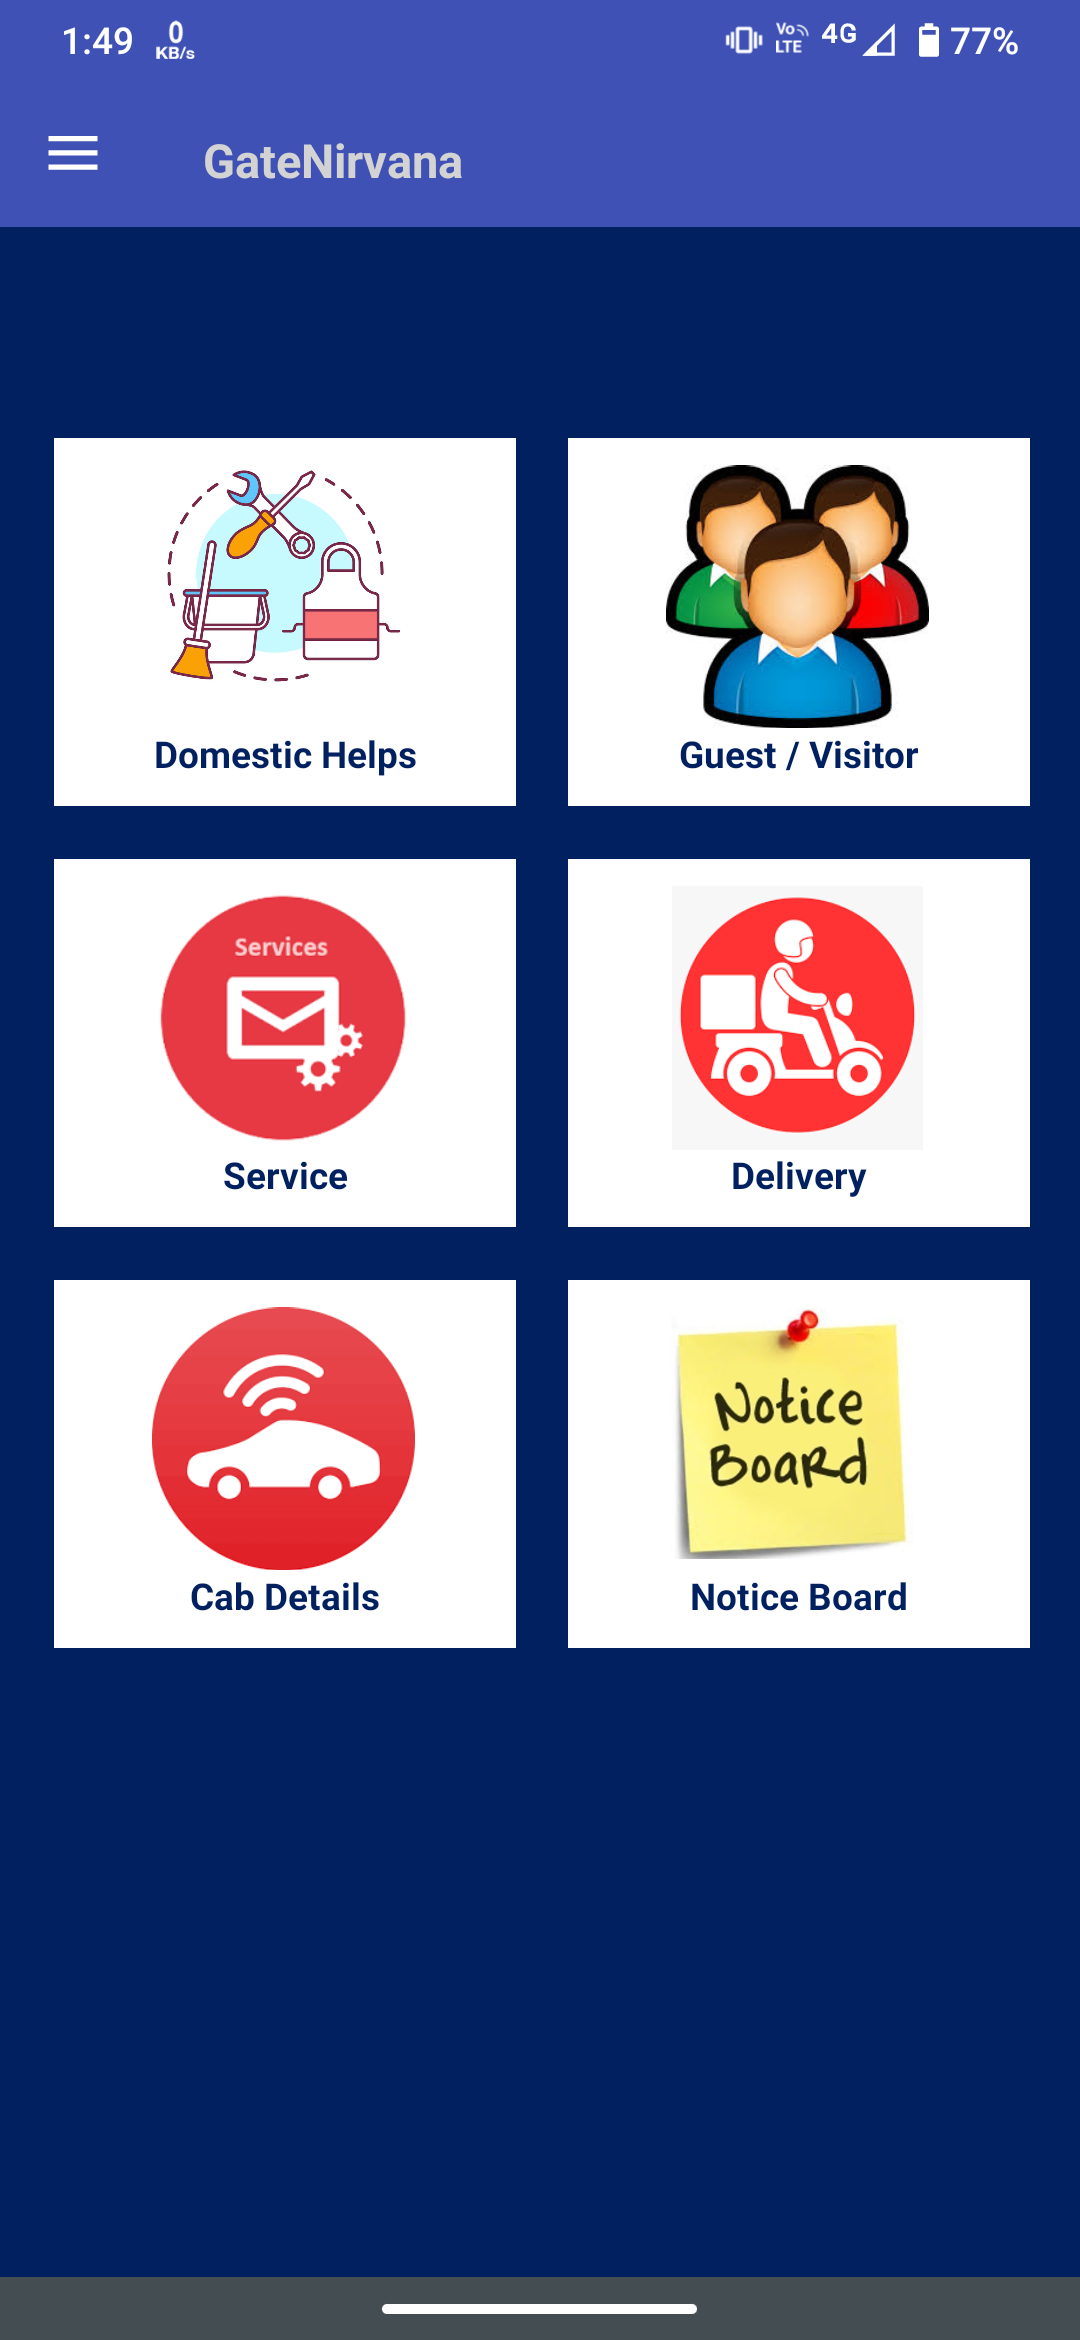 1:49 0 KB/s Vo LTE 4G 77%
GateNirvana
Domestic Helps
Guest / Visitor
Services
Service
Delivery
Notice
Board
Cab Details
Notice Board